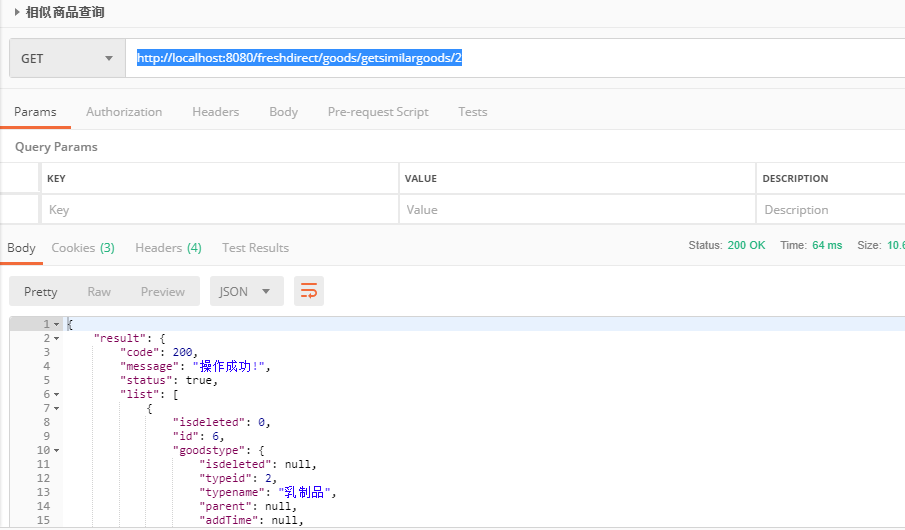 相似商品查询
GET http://localhost:8080/freshdirect/goods/getsimilargoods/2
Params Authorization Headers Body Pre-request Script Tests
Query Params
KEY VALUE DESCRIPTION
Key Value Description
Body Cookies (3) Headers (4) Test Results Status: 200 OK Time: 64 ms Size: 10.6
Pretty Raw Preview JSON
1 {
2 "result": {
3 "code": 200,
4 "message": "操作成功!",
5 "status": true,
6 "list": [
7 {
8 "isdeleted": 0,
9 "id": 6,
10 "goodstype": {
11 "isdeleted": null,
12 "typeid": 2,
13 "typename": "乳制品",
14 "parent": null,
15 "addTime": null,